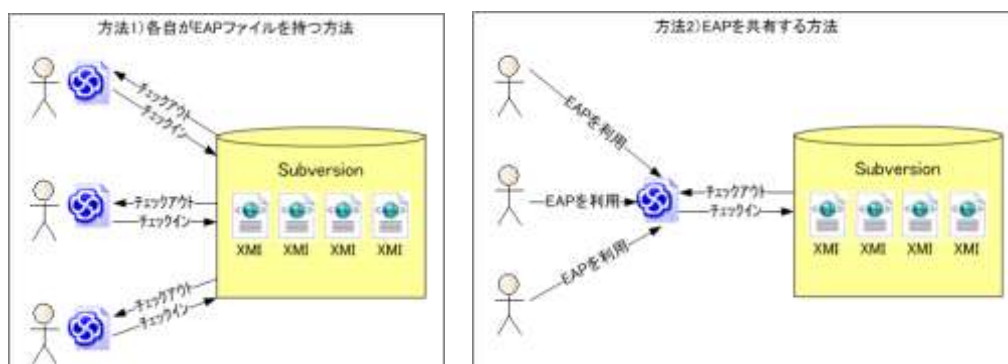 方法1)各自がEAPファイルを持つ方法
チェックアウト
チェックイン
チェックアウト
チェックイン
チェックアウト
チェックイン
Subversion
XMI XMI XMI XMI
方法2)EAPを共有する方法
EAPを利用
EAPを利用
EAPを利用
チェックアウト
チェックイン
Subversion
XMI XMI XMI XMI